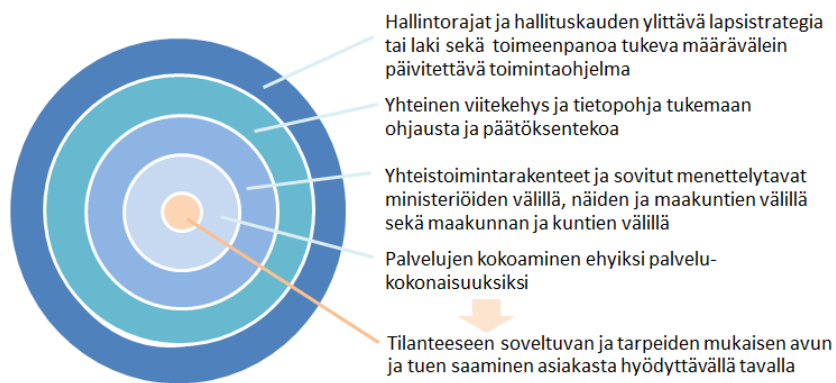 Hallintorajat ja hallituskauden ylittävä lapsistrategia
tai laki sekä toimeenpanoa tukeva määrävälein
päivitettävä toimintaohjelma
Yhteinen viitekehys ja tietopohja tukemaan
ohjausta ja päätöksentekoa
Yhteistoimintarakenteet ja sovitut menettelytavat
ministeriöiden välillä, näiden ja maakuntien välillä
sekä maakunnan ja kuntien välillä
Palvelujen kokoaminen ehyiksi palvelu-
kokonaisuuksiksi
Tilanteeseen soveltuvan ja tarpeiden mukaisen avun
ja tuen saaminen asiakasta hyödyttävällä tavalla